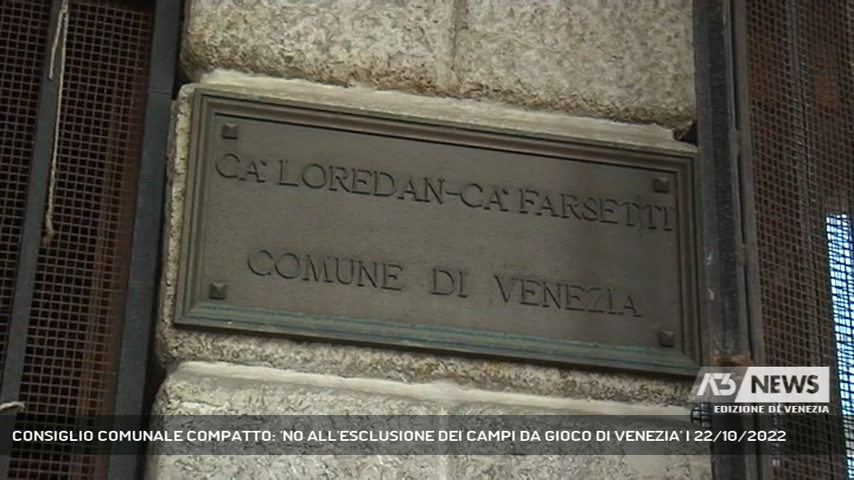 CA' LOREDAN-CA' FARSETTI
COMUNE DI VENEZIA
A3 NEWS
EDIZIONE DI VENEZIA
CONSIGLIO COMUNALE COMPATTO: 'NO ALL'ESCLUSIONE DEI CAMPI DA GIOCO DI VENEZIA' | 22/10/2022